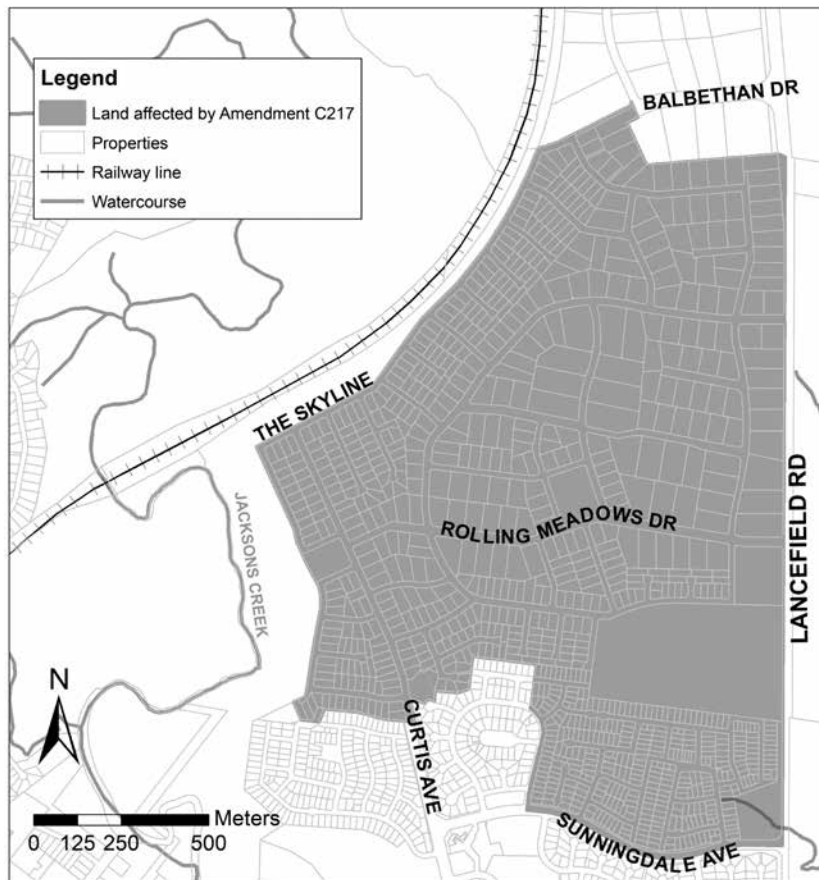 Legend
Land affected by Amendment C217
Properties
Railway line
Watercourse
BALBETHAN DR
THE SKYLINE
JACKSONS CREEK
ROLLING MEADOWS DR
LANCEFIELD RD
N
CURTIS AVE
SUNNINGDALE AVE
Meters
0 125 250 500